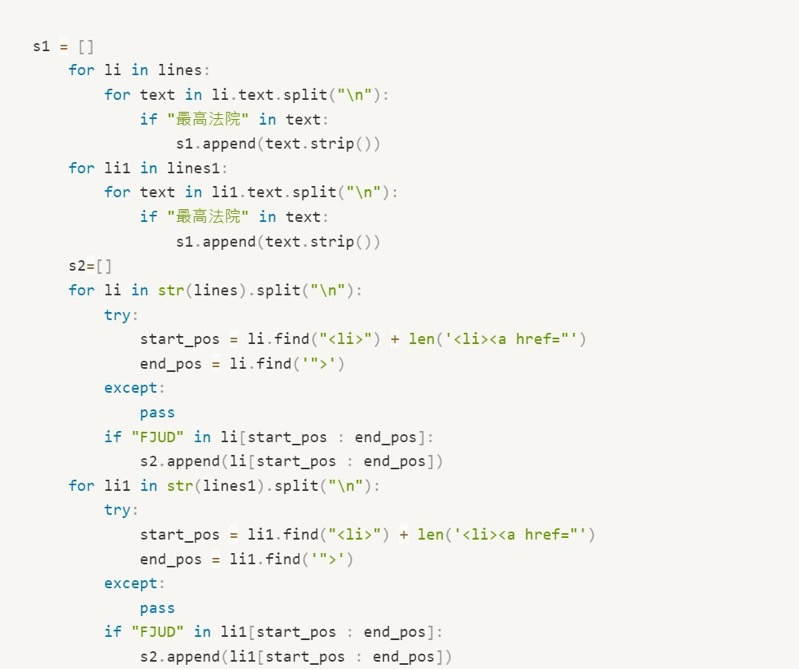 s1 = []
    for li in lines:
        for text in li.text.split("\n"):
            if "最高法院" in text:
                s1.append(text.strip())
    for li1 in lines1:
        for text in li1.text.split("\n"):
            if "最高法院" in text:
                s1.append(text.strip())
    s2=[]
    for li in str(lines).split("\n"):
        try:
            start_pos = li.find("<li>") + len('<li><a href="')
            end_pos = li.find('">')
        except:
            pass
        if "FJUD" in li[start_pos : end_pos]:
            s2.append(li[start_pos : end_pos])
    for li1 in str(lines1).split("\n"):
        try:
            start_pos = li1.find("<li>") + len('<li><a href="')
            end_pos = li1.find('">')
        except:
            pass
        if "FJUD" in li1[start_pos : end_pos]:
            s2.append(li1[start_pos : end_pos])